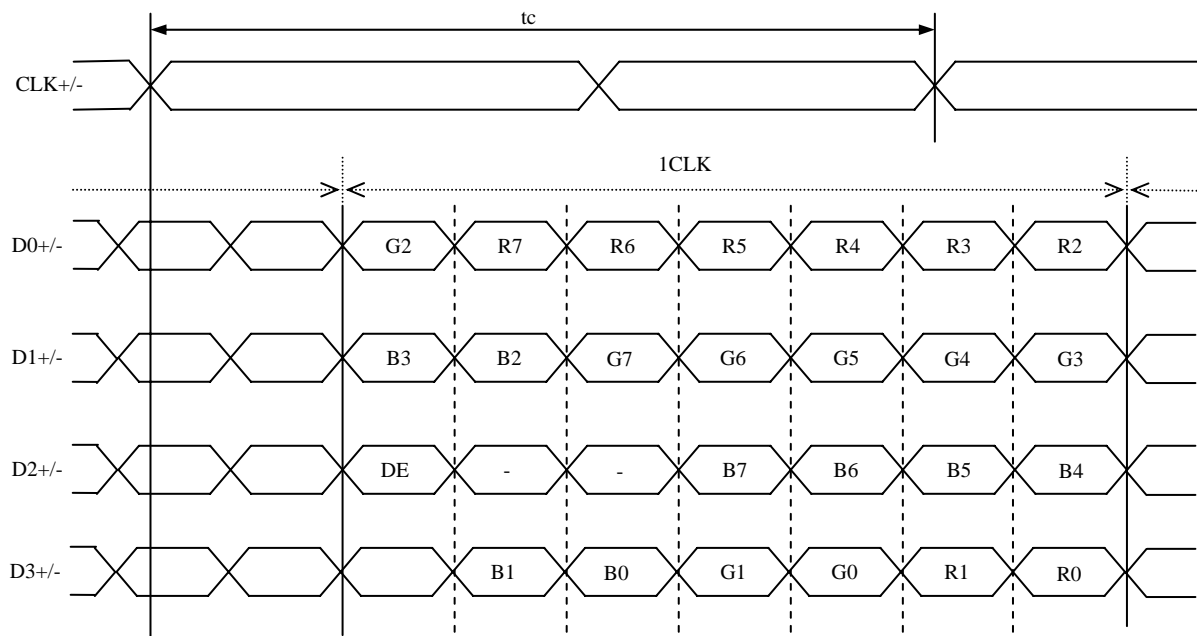 tc
CLK+/-
1CLK
D0+/- G2 R7 R6 R5 R4 R3 R2
D1+/- B3 B2 G7 G6 G5 G4 G3
D2+/- DE - - B7 B6 B5 B4
D3+/- B1 B0 G1 G0 R1 R0